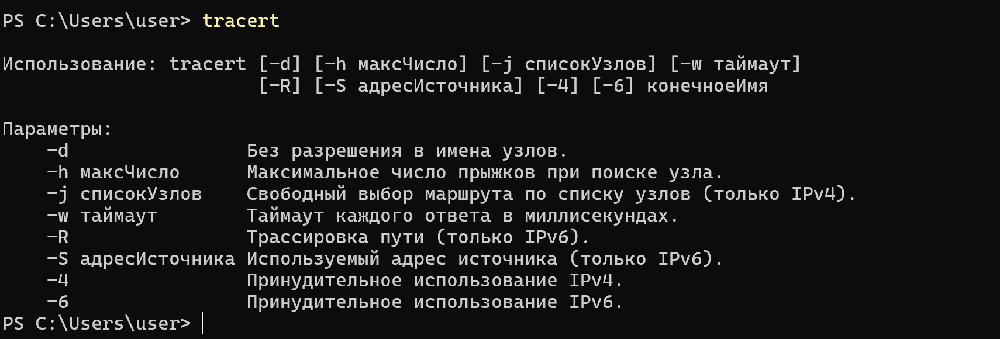 PS C:\Users\user> tracert
Использование: tracert [-d] [-h максЧисло] [-j списокУзлов] [-w таймаут]
[-R] [-S адресИсточника] [-4] [-6] конечноеИмя
Параметры:
-d Без разрешения в имена узлов.
-h максЧисло Максимальное число прыжков при поиске узла.
-j списокУзлов Свободный выбор маршрута по списку узлов (только IPv4).
-w таймаут Таймаут каждого ответа в миллисекундах.
-R Трассировка пути (только IPv6).
-S адресИсточника Используемый адрес источника (только IPv6).
-4 Принудительное использование IPv4.
-6 Принудительное использование IPv6.
PS C:\Users\user>